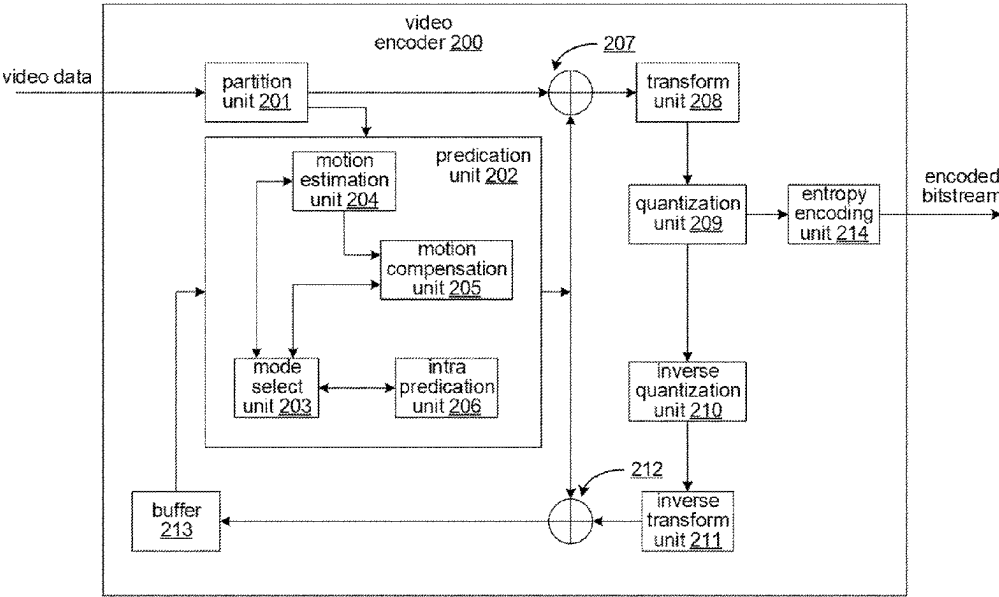 video
encoder 200
207
video data
partition
unit 201
transform
unit 208
predication
unit 202
motion
estimation
unit 204
encoded
bitstream
quantization
unit 209
entropy
encoding
unit 214
motion
compensation
unit 205
mode
select
unit 203
intra
predication
unit 206
inverse
quantization
unit 210
212
buffer
213
inverse
transform
unit 211